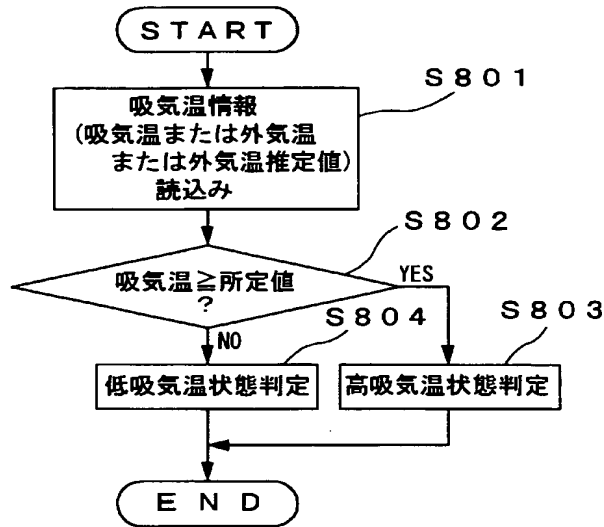 START
S801
吸気温情報
(吸気温または外気温
または外気温推定値)
読込み
S802
吸気温≧所定値
?
YES
NO
S804
S803
低吸気温状態判定
高吸気温状態判定
END